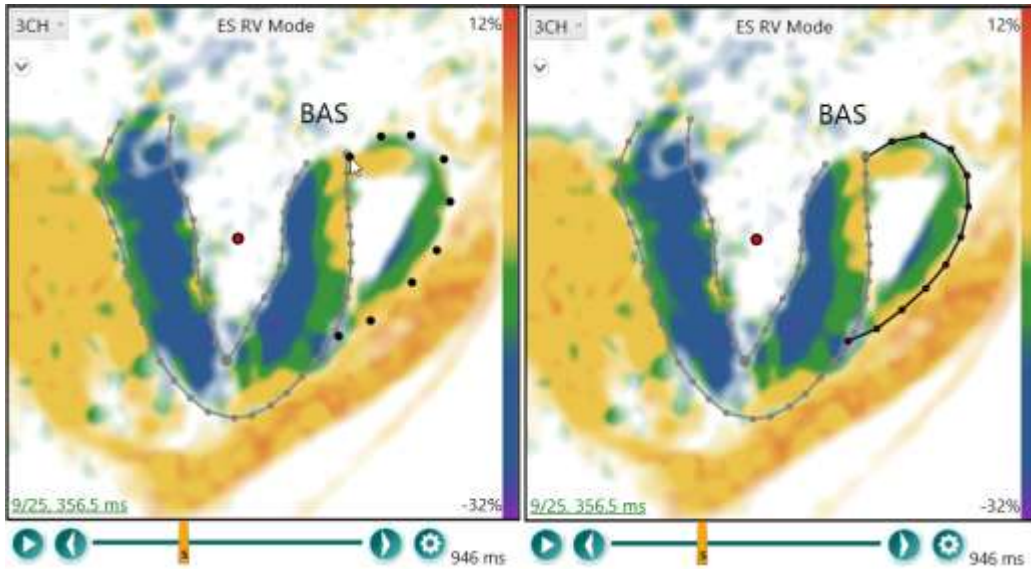 3CH ES RV Mode 12%
BAS
9/25, 356.5 ms -32%
S
946 ms
3CH ES RV Mode 12%
BAS
9/25, 356.5 ms -32%
S
946 ms